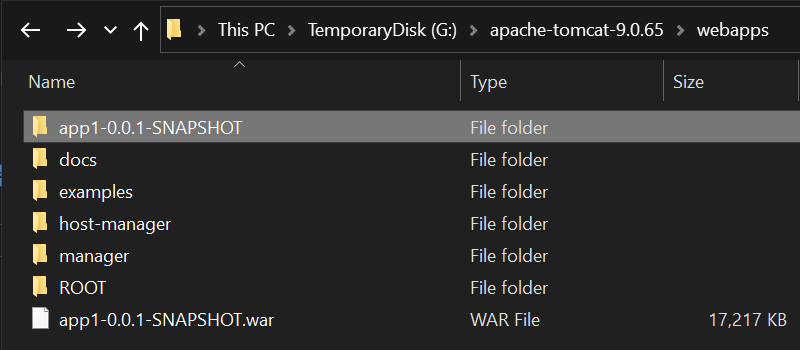 This PC > TemporaryDisk (G:) > apache-tomcat-9.0.65 > webapps
Name Type Size
app1-0.0.1-SNAPSHOT File folder
docs File folder
examples File folder
host-manager File folder
manager File folder
ROOT File folder
app1-0.0.1-SNAPSHOT.war WAR File 17,217 KB